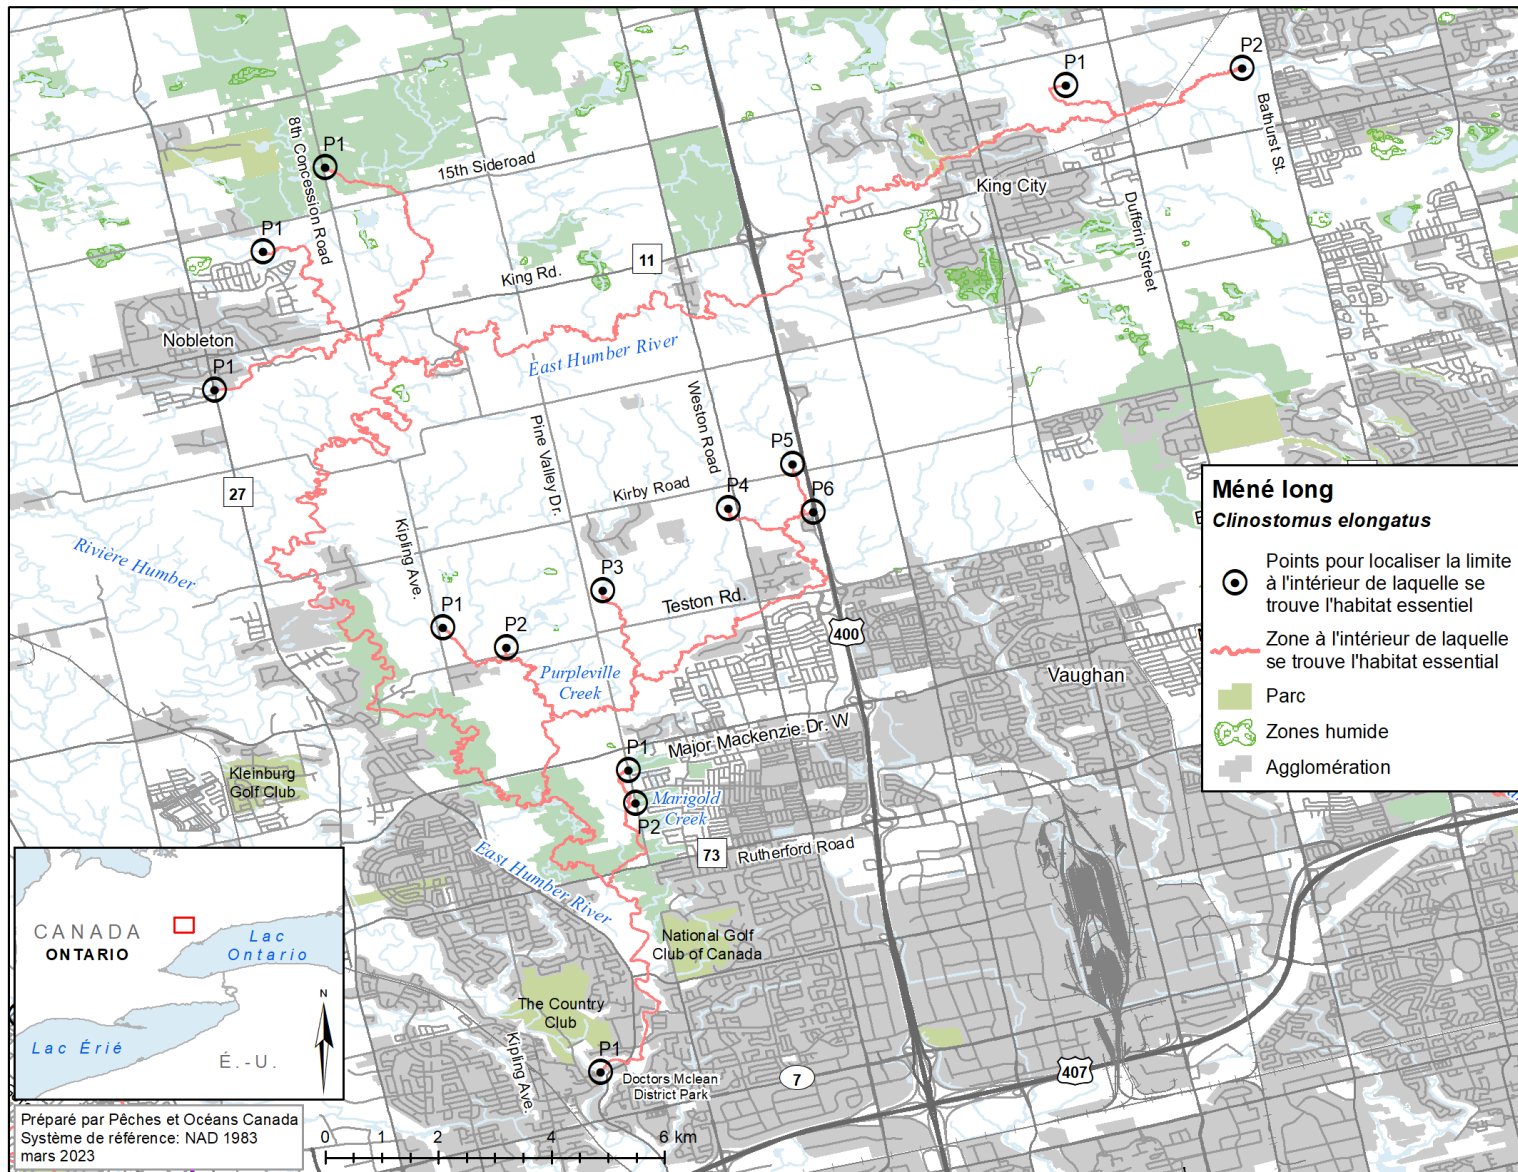 P2
P1
Bathurst St.
8th Concession Road
P1
15th Sideroad
King City
Dufferin Street
P1
11
King Rd.
Nobleton
East Humber River
P1
Weston Road
Pine Valley Dr.
P5
27
Kirby Road
P4
P6
Kipling Ave.
Rivière Humber
P3
Teston Rd.
P1
P2
400
Purpleville
Creek
Vaughan
Major Mackenzie Dr. W
P1
Kleinburg
Golf Club
Marigold
Creek
P2
73
Rutherford Road
East Humber River
National Golf
Club of Canada
The Country
Club
P1
Kipling Ave.
Doctors Mclean
District Park
7
407
Méné long
Clinostomus elongatus
Points pour localiser la limite
à l'intérieur de laquelle se
trouve l'habitat essentiel
Zone à l'intérieur de laquelle
se trouve l'habitat essential
Parc
Zones humide
Agglomération
CANADA
ONTARIO
Lac
Ontario
Lac Érié
É.-U.
N
Préparé par Pêches et Océans Canada
Système de référence: NAD 1983
mars 2023
0 1 2 4 6 km